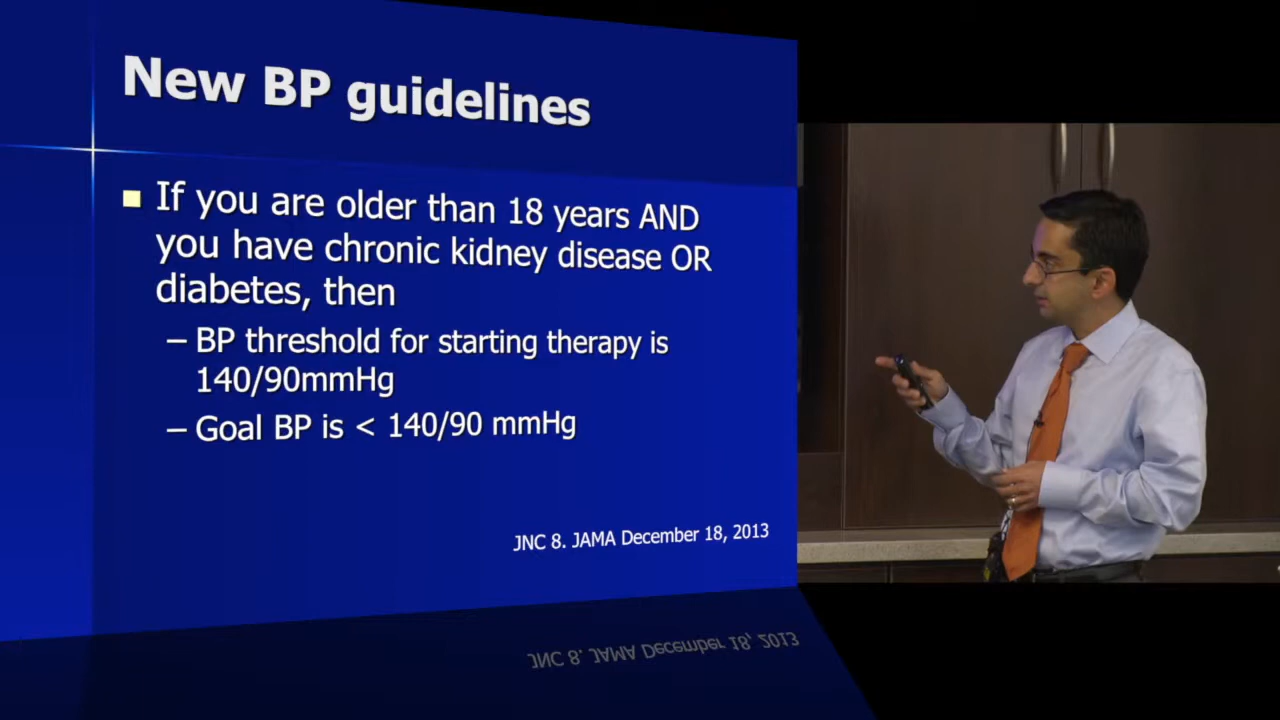 New BP guidelines
If you are older than 18 years AND
you have chronic kidney disease OR
diabetes, then
– BP threshold for starting therapy is
140/90mmHg
– Goal BP is < 140/90 mmHg
JNC 8. JAMA December 18, 2013
JNC 8. JAMA December 18, 2013